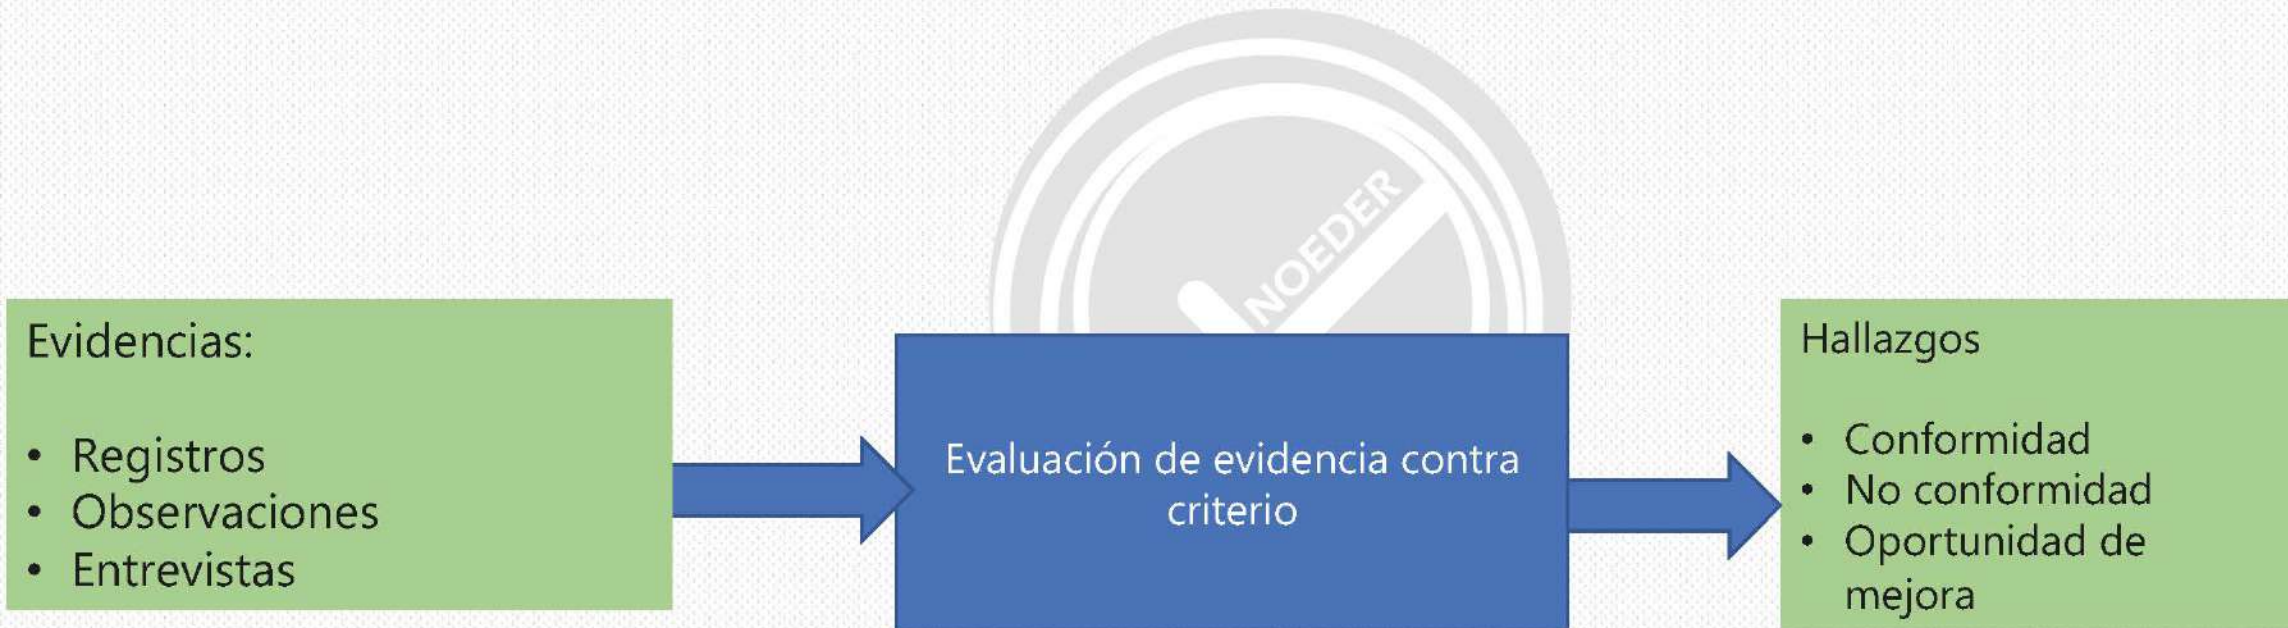 NOEDER
Evidencias:
• Registros
• Observaciones
• Entrevistas
Evaluación de evidencia contra
criterio
Hallazgos
• Conformidad
• No conformidad
• Oportunidad de
mejora